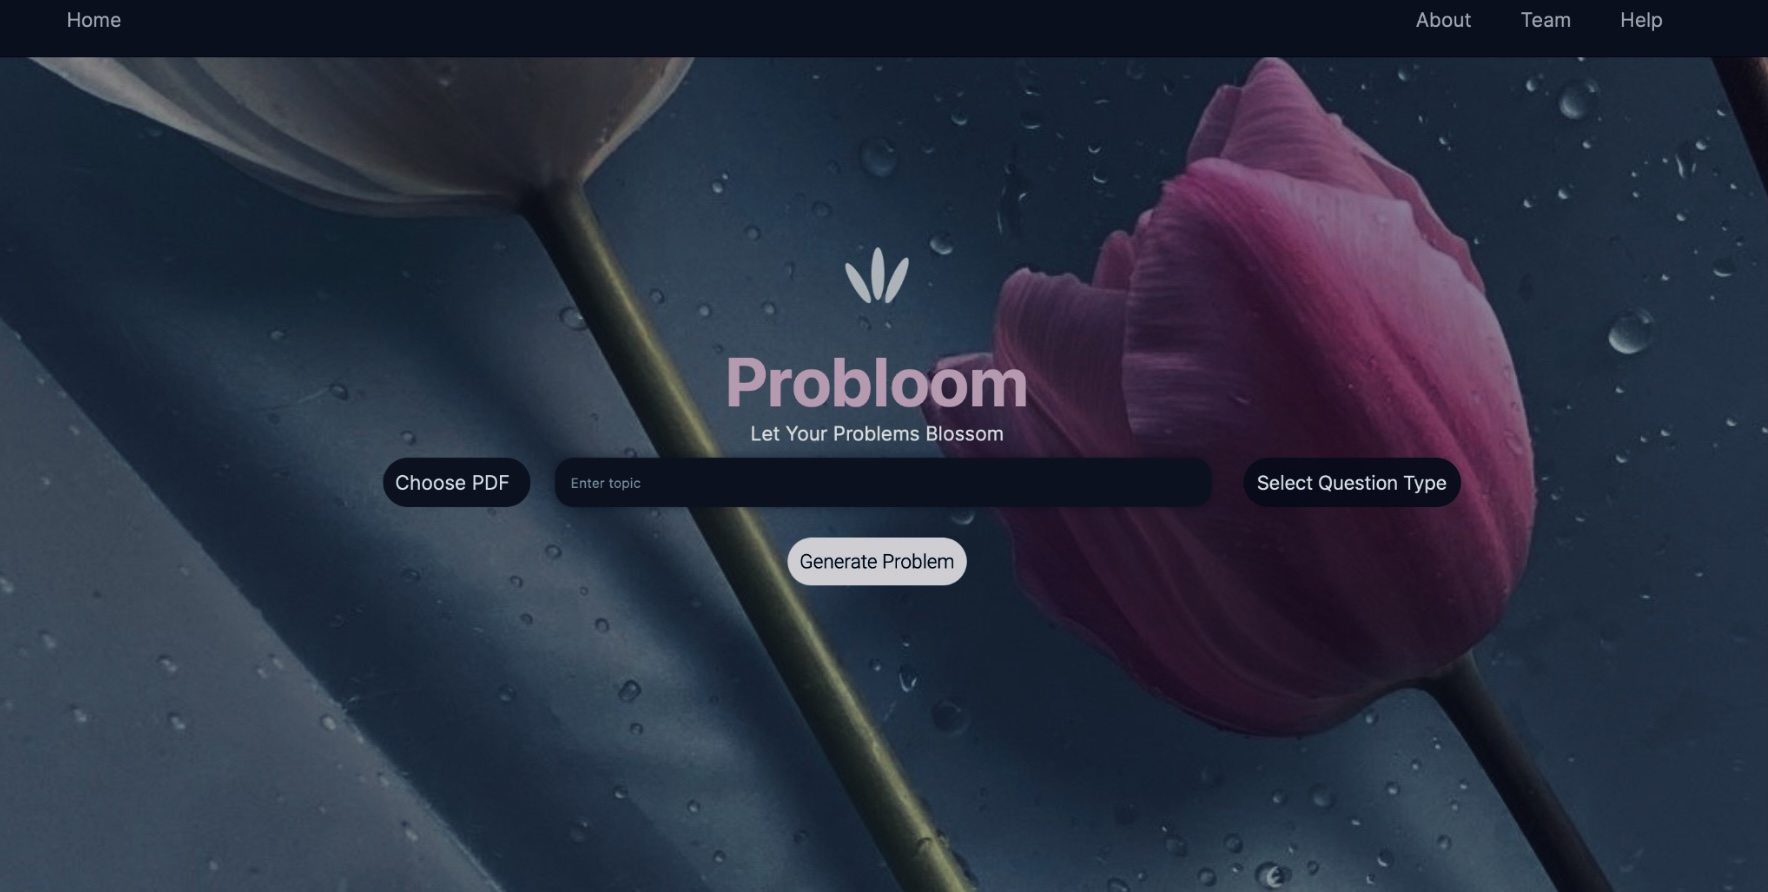 Home About Team Help
Probloom
Let Your Problems Blossom
Choose PDF Enter topic Select Question Type
Generate Problem